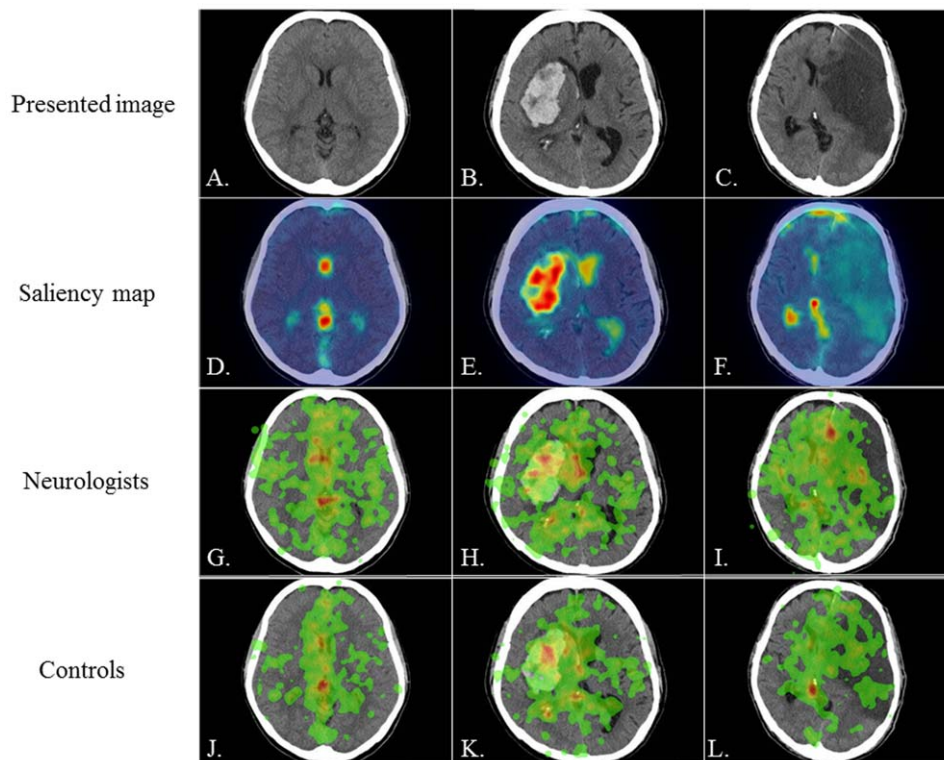 Presented image
A.
B.
C.
Saliency map
D.
E.
F.
Neurologists
G.
H.
I.
Controls
J.
K.
L.